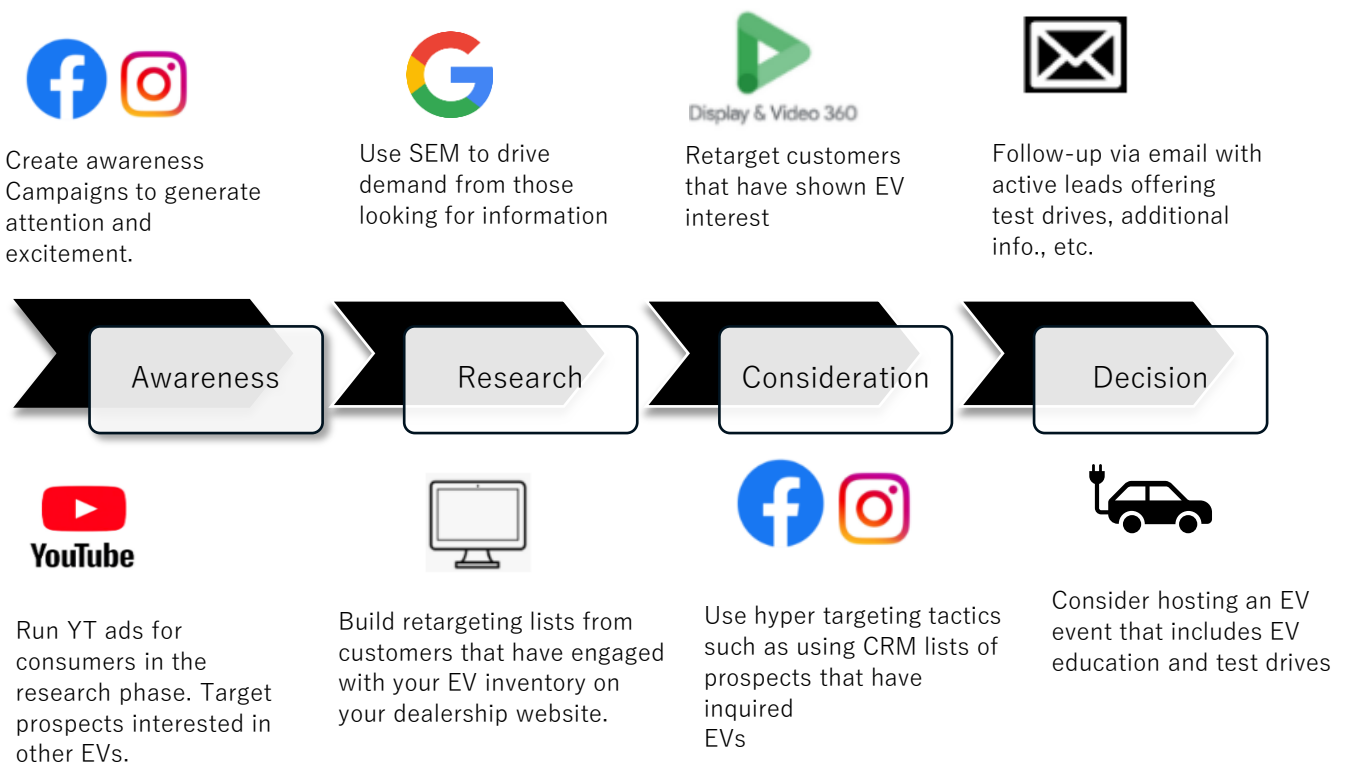 Create awareness
Campaigns to generate
attention and
excitement.
Use SEM to drive
demand from those
looking for information
Display & Video 360
Retarget customers
that have shown EV
interest
Follow-up via email with
active leads offering
test drives, additional
info., etc.
Awareness
Research
Consideration
Decision
YouTube
Run YT ads for
consumers in the
research phase. Target
prospects interested in
other EVs.
Build retargeting lists from
customers that have engaged
with your EV inventory on
your dealership website.
Use hyper targeting tactics
such as using CRM lists of
prospects that have
inquired
EVs
Consider hosting an EV
event that includes EV
education and test drives